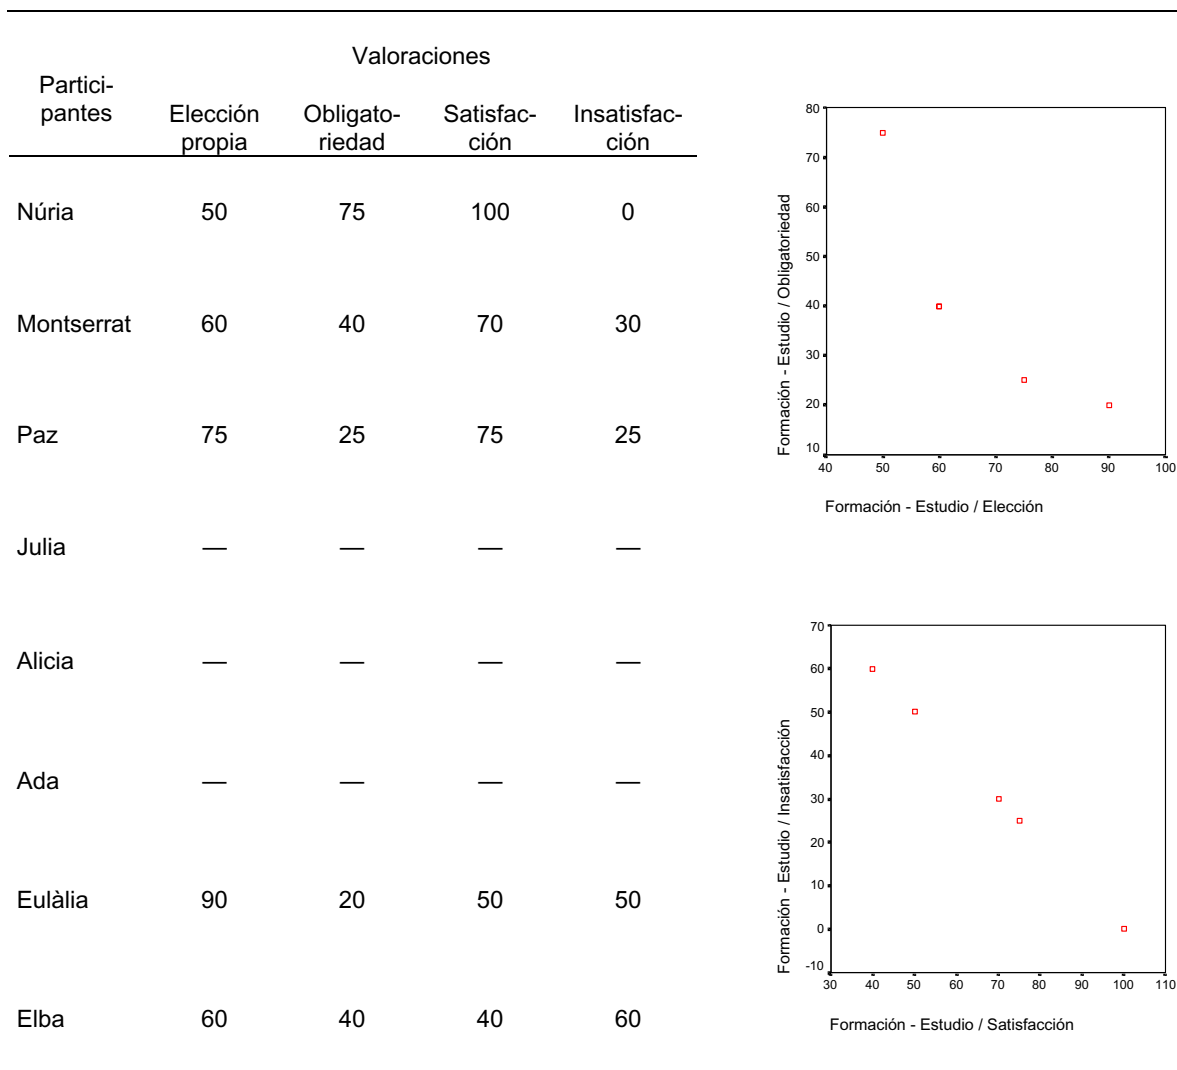 Valoraciones
Partici-
pantes
Elección
propia
Obligato-
riedad
Satisfac-
ción
Insatisfac-
ción
Núria 50 75 100 0
Montserrat 60 40 70 30
Paz 75 25 75 25
Julia — — — —
Alicia — — — —
Ada — — — —
Eulàlia 90 20 50 50
Elba 60 40 40 60
Formación - Estudio / Obligatoriedad
80
70
60
50
40
30
20
10
40 50 60 70 80 90 100
Formación - Estudio / Elección
Formación - Estudio / Insatisfacción
70
60
50
40
30
20
10
0
-10
30 40 50 60 70 80 90 100 110
Formación - Estudio / Satisfacción